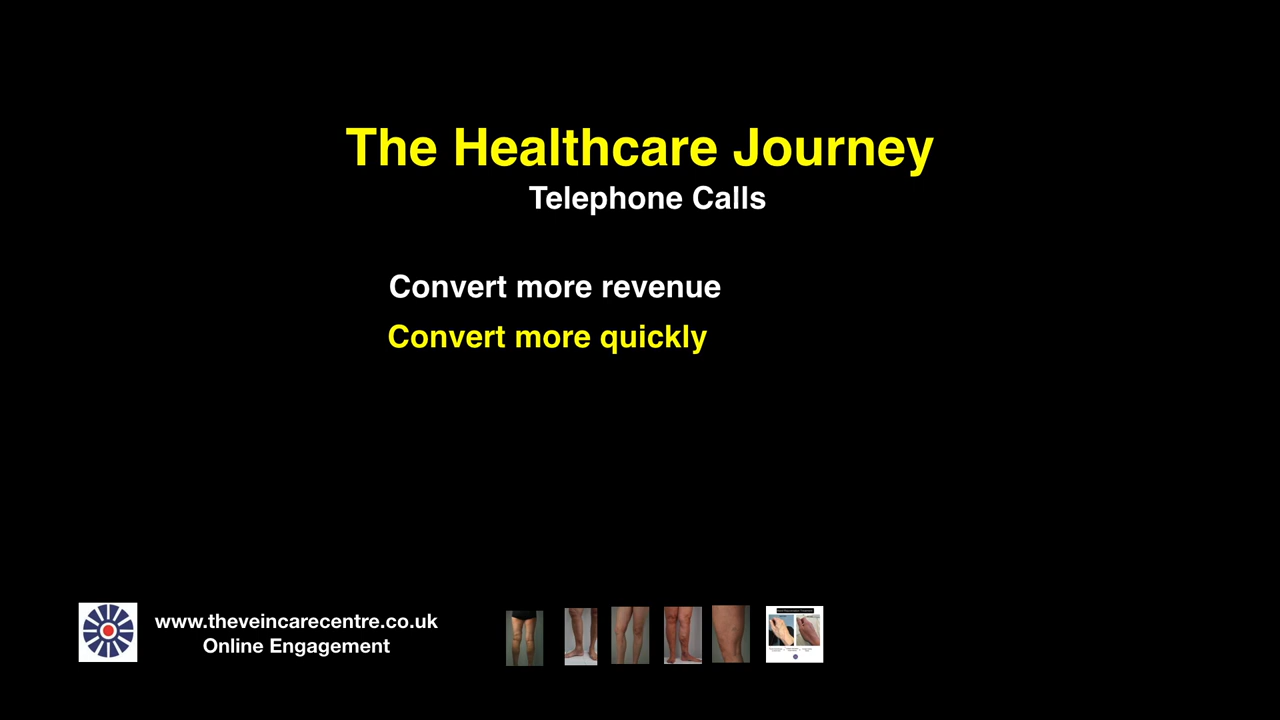 The Healthcare Journey
Telephone Calls
Convert more revenue
Convert more quickly
www.theveincarecentre.co.uk
Online Engagement